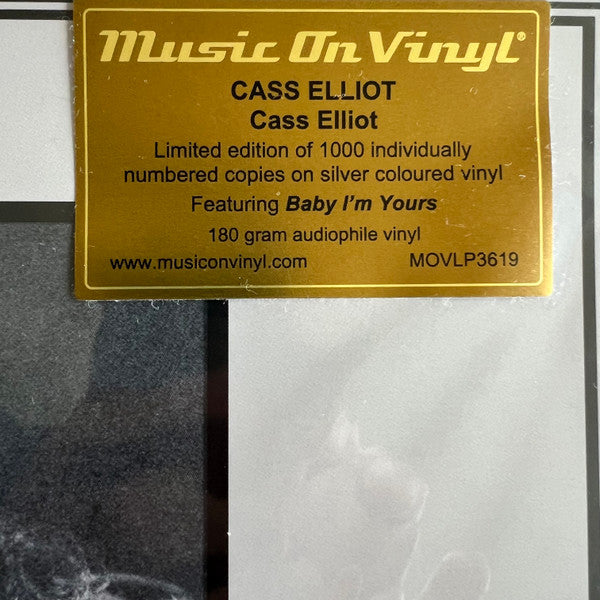 Music On Vinyl®
CASS ELLIOT
Cass Elliot
Limited edition of 1000 individually
numbered copies on silver coloured vinyl
Featuring Baby I'm Yours
180 gram audiophile vinyl
www.musiconvinyl.com MOVLP3619